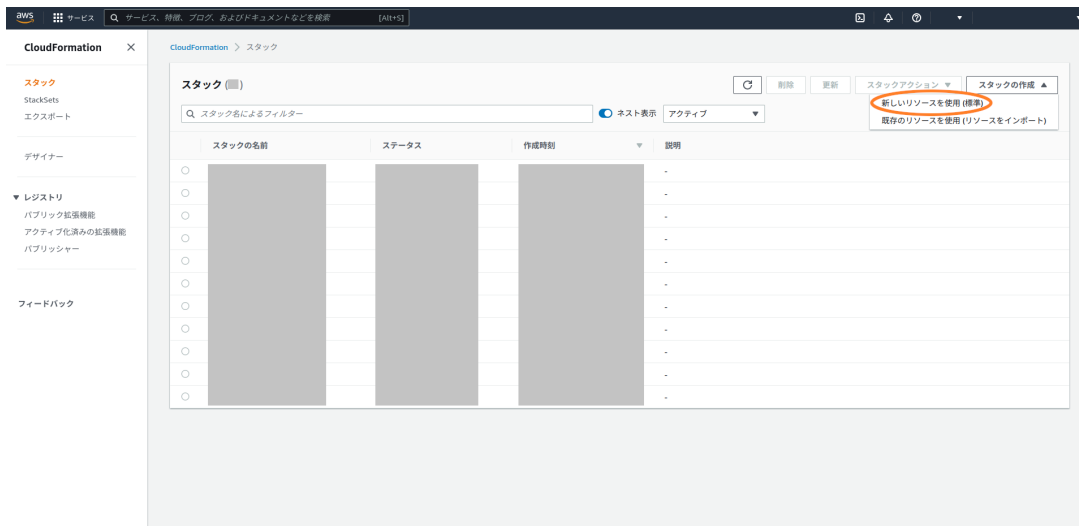 aws サービス サービス、特徴、ブログ、およびドキュメントなどを検索 [Alt+S]
CloudFormation
スタック
StackSets
エクスポート
デザイナー
レジストリ
パブリック拡張機能
アクティブ化済みの拡張機能
パブリッシャー
フィードバック
CloudFormation > スタック
スタック ( )
削除 更新 スタックアクション ▼ スタックの作成 ▲
新しいリソースを使用 (標準)
既存のリソースを使用 (リソースをインポート)
スタック名によるフィルター ネスト表示 アクティブ ▼
スタックの名前 ステータス 作成時刻 ▼ 説明
-
-
-
-
-
-
-
-
-
-
-